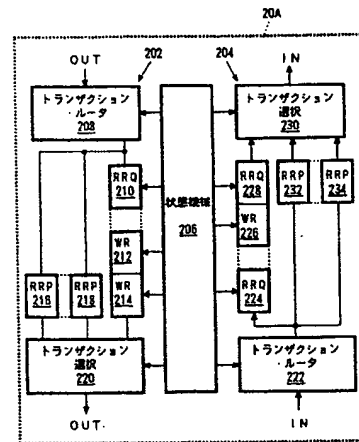 20A
OUT
202
204
IN
トランザクション
・ルータ
208
トランザクション
選択
230
RRQ
210
状態機械
206
RRQ
228
WR
226
RRP
232
RRP
234
WR
212
WR
214
RRP
216
RRP
218
RRQ
224
トランザクション
選択
220
トランザクション
・ルータ
222
OUT
IN